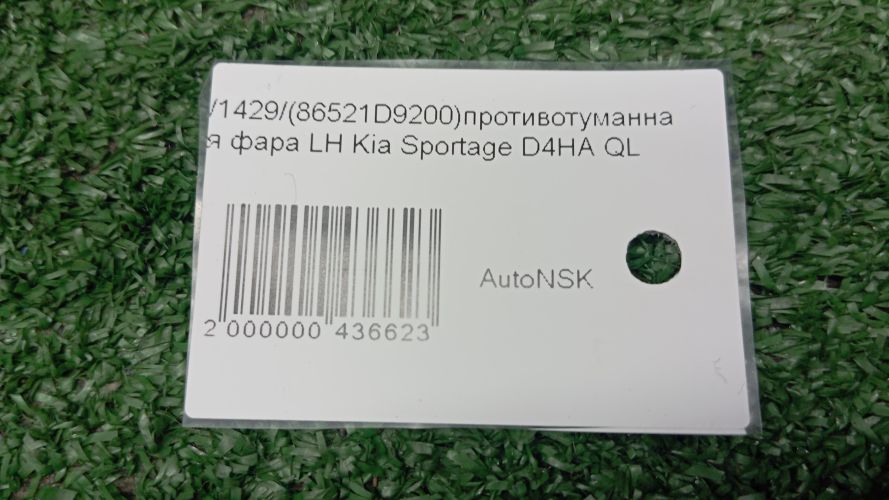 /1429/(86521D9200)противотуманна
я фара LH Kia Sportage D4HA QL
AutoNSK
2 000000 436623